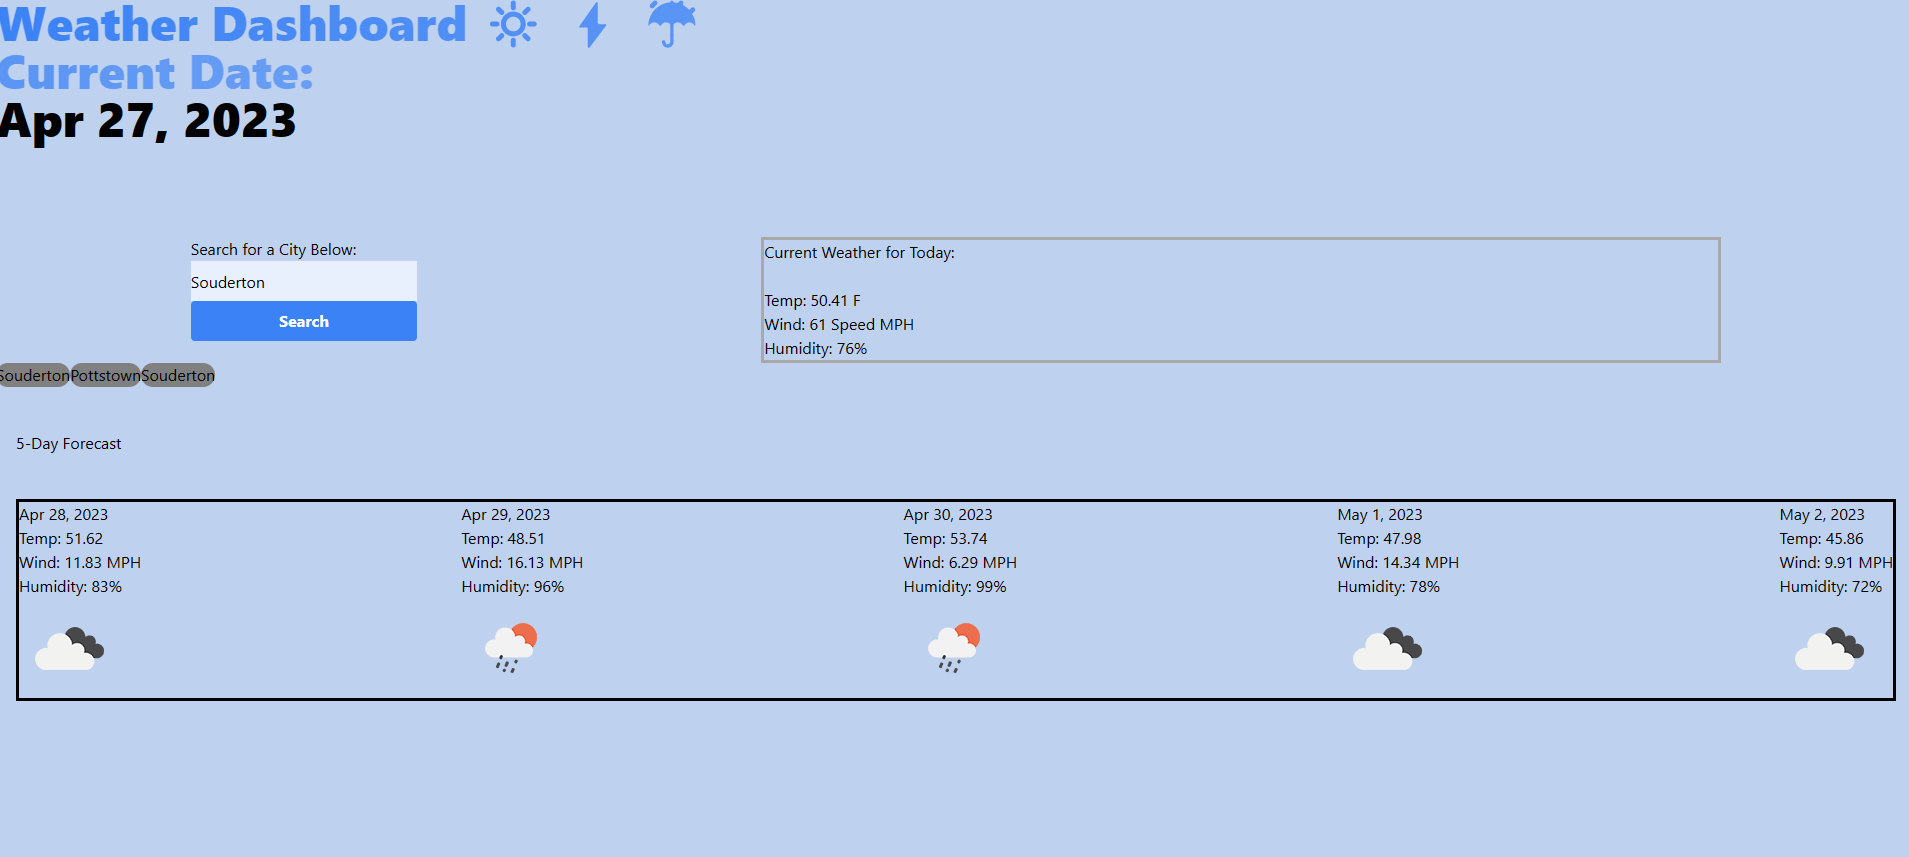 Weather Dashboard
Current Date:
Apr 27, 2023
Search for a City Below:
Souderton
Search
Current Weather for Today:
Temp: 50.41 F
Wind: 61 Speed MPH
Humidity: 76%
Souderton Pottstown Souderton
5-Day Forecast
Apr 28, 2023
Temp: 51.62
Wind: 11.83 MPH
Humidity: 83%
Apr 29, 2023
Temp: 48.51
Wind: 16.13 MPH
Humidity: 96%
Apr 30, 2023
Temp: 53.74
Wind: 6.29 MPH
Humidity: 99%
May 1, 2023
Temp: 47.98
Wind: 14.34 MPH
Humidity: 78%
May 2, 2023
Temp: 45.86
Wind: 9.91 MPH
Humidity: 72%